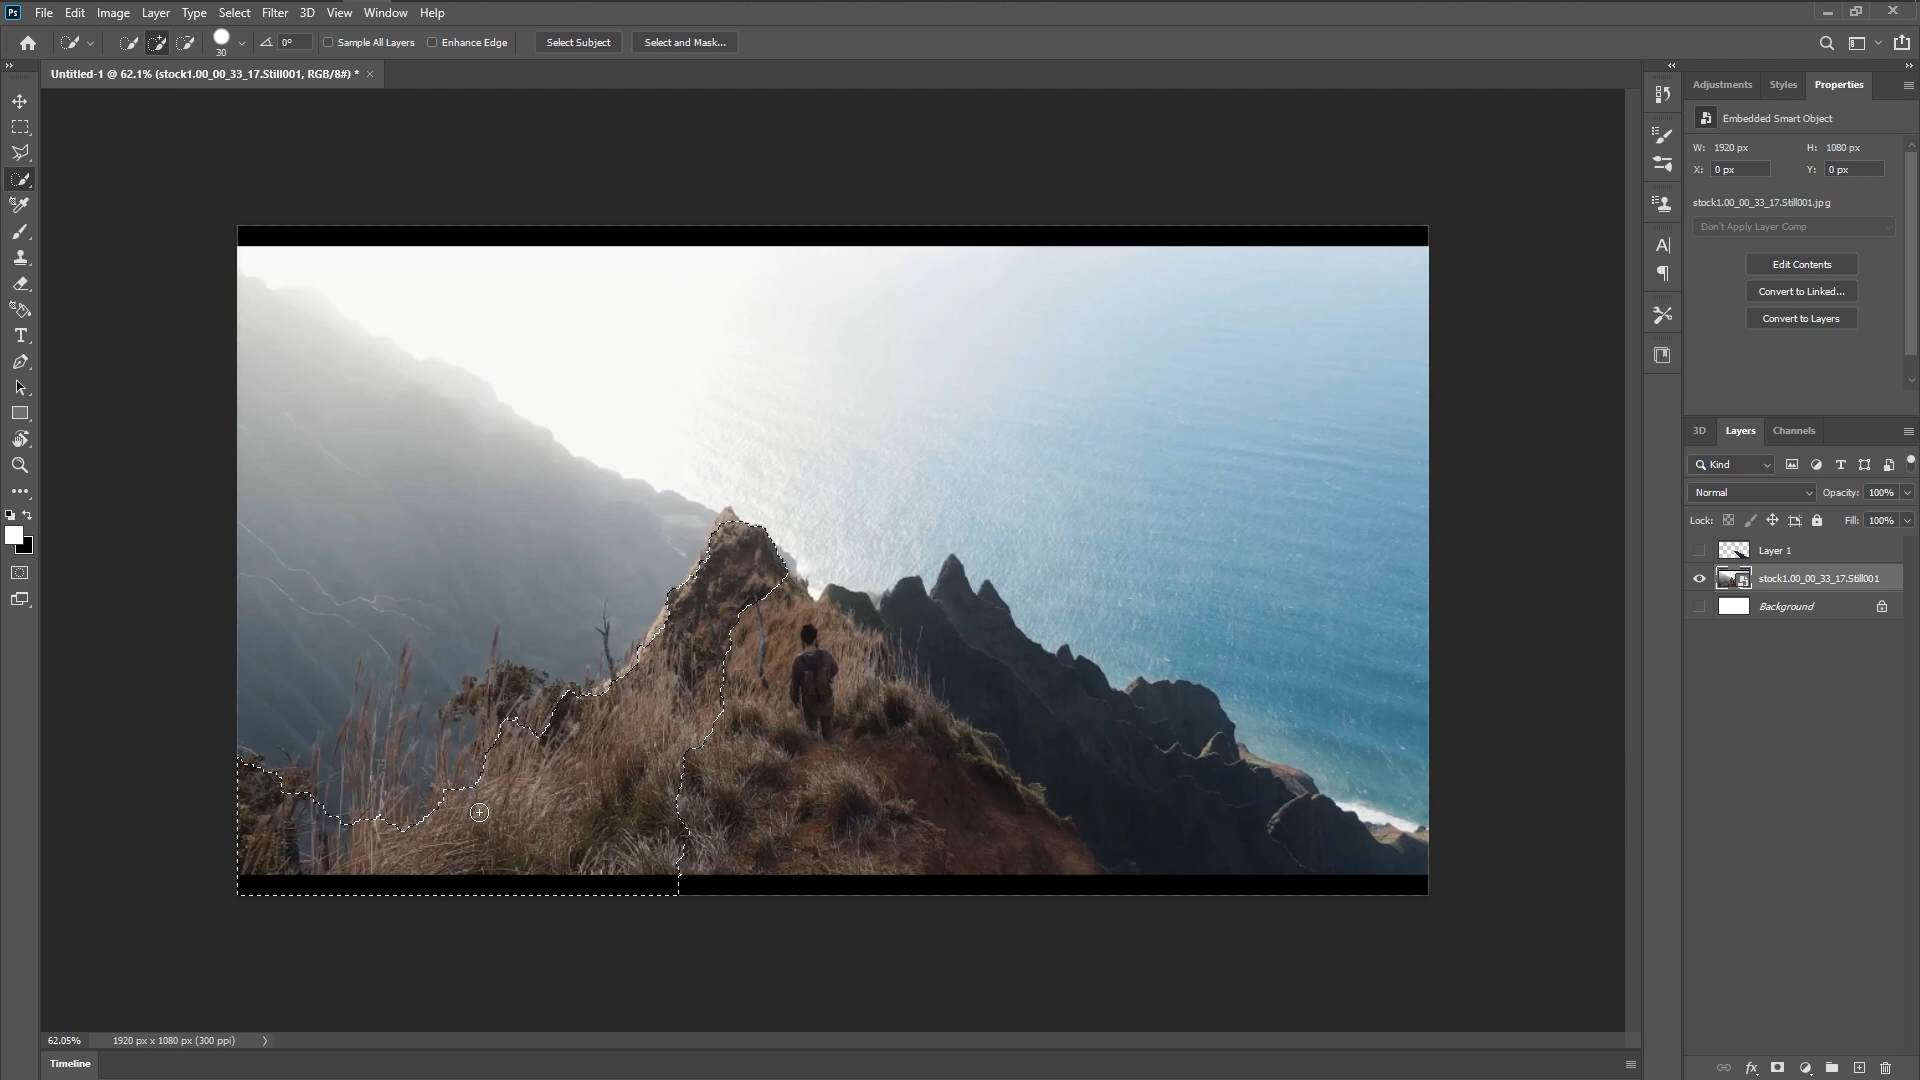 Ps File Edit Image Layer Type Select Filter 3D View Window Help
30 0° Sample All Layers Enhance Edge Select Subject Select and Mask...
Untitled-1 @ 62.1% (stock1.00_00_33_17.Still001, RGB/8#) * ×
Adjustments Styles Properties
Embedded Smart Object
W: 1920 px H: 1080 px
X: 0 px Y: 0 px
stock1.00_00_33_17.Still001.jpg
Don't Apply Layer Comp
Edit Contents
Convert to Linked...
Convert to Layers
3D Layers Channels
Kind
Normal Opacity: 100%
Lock: Fill: 100%
Layer 1
stock1.00_00_33_17.Still001
Background
62.05% 1920 px x 1080 px (300 ppi)
Timeline